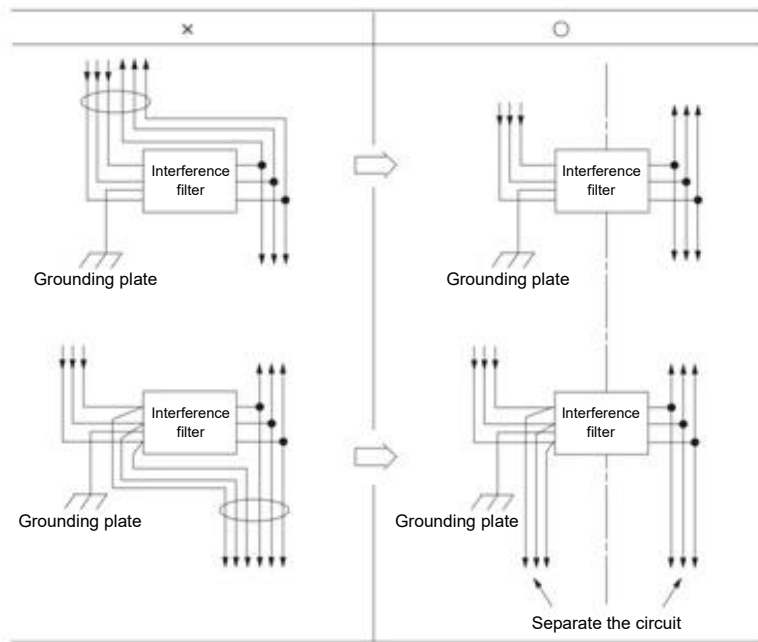 × ○
Interference
filter
Grounding plate
Interference
filter
Grounding plate
Interference
filter
Grounding plate
Interference
filter
Grounding plate
Separate the circuit